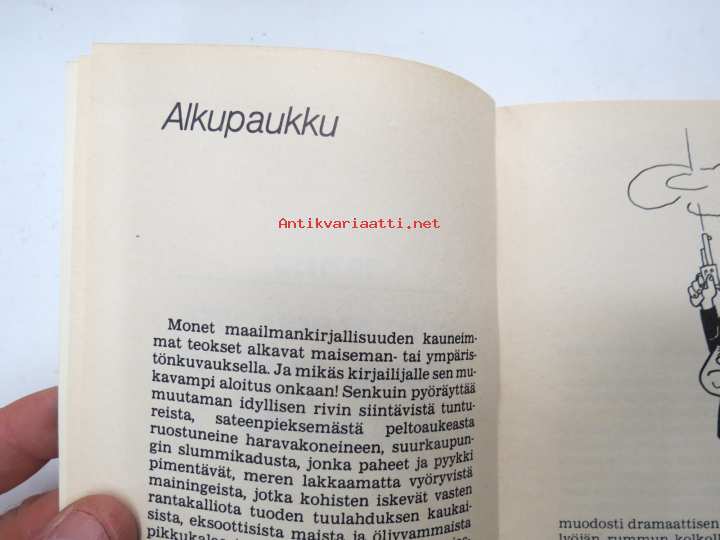 Alkupaukku
Antikvariaatti.net
Monet maailmankirjallisuuden kauneim-
mat teokset alkavat maiseman- tai ympäris-
tönkuvauksella. Ja mikäs kirjailijalle sen mu-
kavampi aloitus onkaan! Senkuin pyöräyttää
muutaman idyllisen rivin siintävistä tuntu-
reista, sateenpieksemästä peltoaukeasta
ruostuneine haravakoneineen, suurkaupun-
gin slummikadusta, jonka paheet ja pyykki
pimentävät, meren lakkaamatta vyöryvistä
mainingeista, jotka kohisten iskevät vasten
rantakalliota tuoden tuulahduksen kaukai-
sista, eksoottisista maista ja öljyvammaista
muodosti dramaattisen
lyöjän rummun